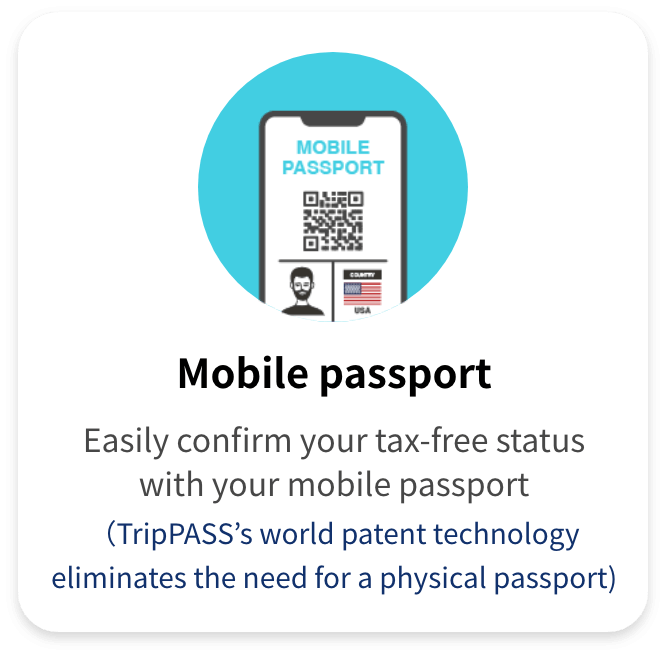 MOBILE
PASSPORT
COUNTRY
USA
Mobile passport
Easily confirm your tax-free status
with your mobile passport
（TripPASS’s world patent technology
eliminates the need for a physical passport)